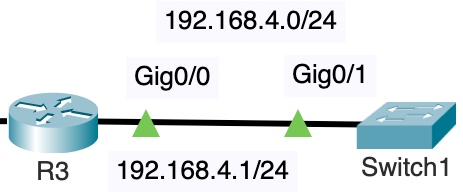 192.168.4.0/24
Gig0/0
Gig0/1
R3
192.168.4.1/24
Switch1